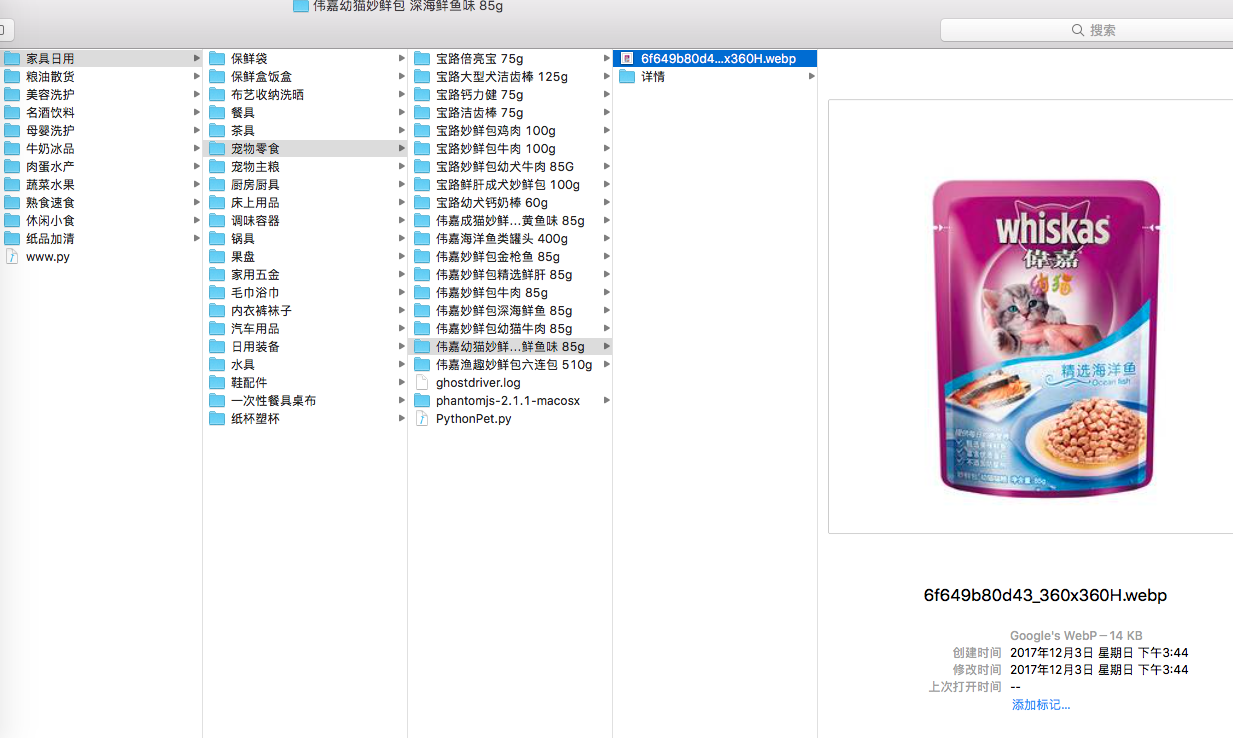 伟嘉幼猫妙鲜包 深海鲜鱼味 85g
搜索
家具日用
粮油散货
美容洗护
名酒饮料
母婴洗护
牛奶冰品
肉蛋水产
蔬菜水果
熟食速食
休闲小食
纸品加清
www.py
保鲜袋
保鲜盒饭盒
布艺收纳洗晒
餐具
茶具
宠物零食
宠物主粮
厨房厨具
床上用品
调味容器
锅具
果盘
家用五金
毛巾浴巾
内衣裤袜子
汽车用品
日用装备
水具
鞋配件
一次性餐具桌布
纸杯塑杯
宝路倍亮宝 75g
宝路大型犬洁齿棒 125g
宝路钙力健 75g
宝路洁齿棒 75g
宝路妙鲜包鸡肉 100g
宝路妙鲜包牛肉 100g
宝路妙鲜包幼犬牛肉 85G
宝路鲜肝成犬妙鲜包 100g
宝路幼犬钙奶棒 60g
伟嘉成猫妙鲜…黄鱼味 85g
伟嘉海洋鱼类罐头 400g
伟嘉妙鲜包金枪鱼 85g
伟嘉妙鲜包精选鲜肝 85g
伟嘉妙鲜包牛肉 85g
伟嘉妙鲜包深海鲜鱼 85g
伟嘉妙鲜包幼猫牛肉 85g
伟嘉幼猫妙鲜…鲜鱼味 85g
伟嘉渔趣妙鲜包六连包 510g
ghostdriver.log
phantomjs-2.1.1-macosx
PythonPet.py
6f649b80d4...x360H.webp
详情
whiskas
偉嘉
幼猫
精选海洋鱼
Ocean fish
6f649b80d43_360x360H.webp
Google's WebP – 14 KB
创建时间 2017年12月3日 星期日 下午3:44
修改时间 2017年12月3日 星期日 下午3:44
上次打开时间 --
添加标记...